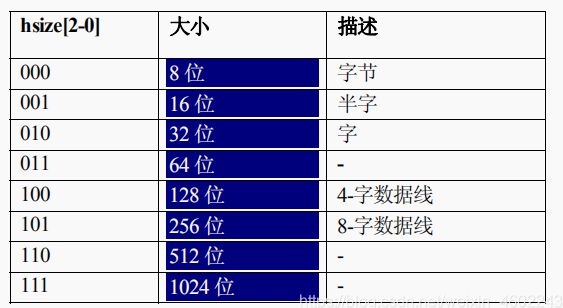 hsize[2-0] 大小 描述
000 8 位 字节
001 16 位 半字
010 32 位 字
011 64 位 -
100 128 位 4-字数据线
101 256 位 8-字数据线
110 512 位 -
111 1024 位 -